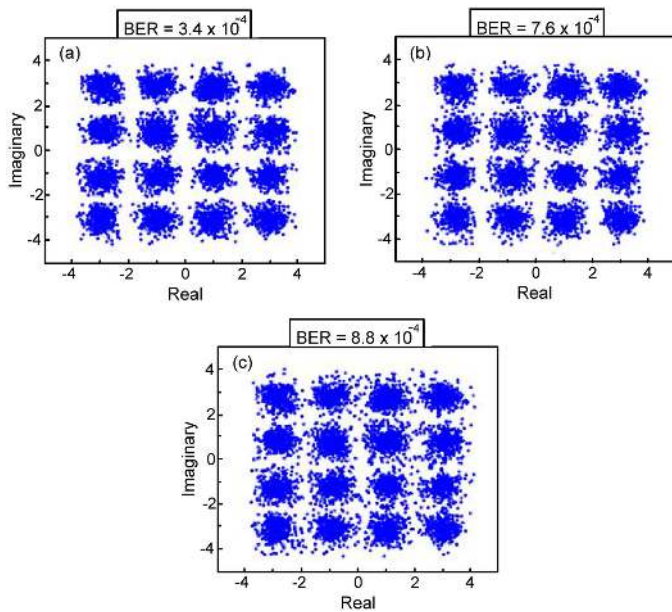 BER = 3.4 x 10⁻⁴
(a)
4
2
0
-2
-4
Imaginary
-4 -2 0 2 4
Real
BER = 7.6 x 10⁻⁴
(b)
4
2
0
-2
-4
Imaginary
-4 -2 0 2 4
Real
BER = 8.8 x 10⁻⁴
(c)
4
2
0
-2
-4
Imaginary
-4 -2 0 2 4
Real